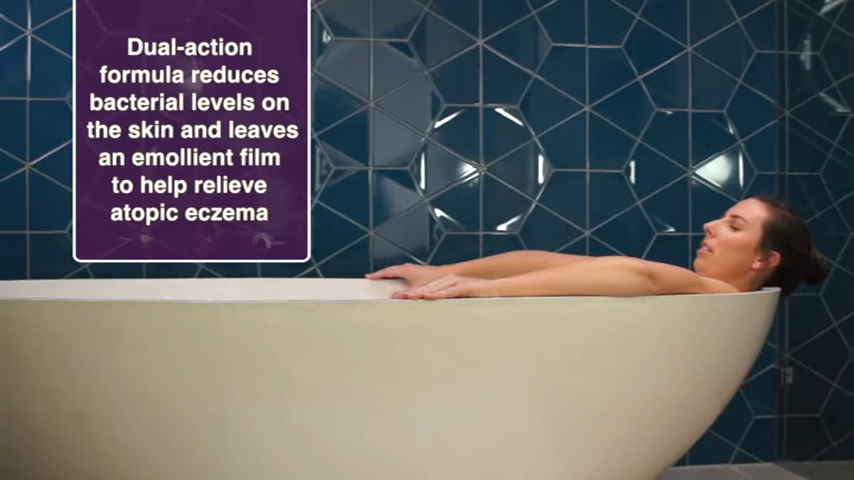 Dual-action
formula reduces
bacterial levels on
the skin and leaves
an emollient film
to help relieve
atopic eczema